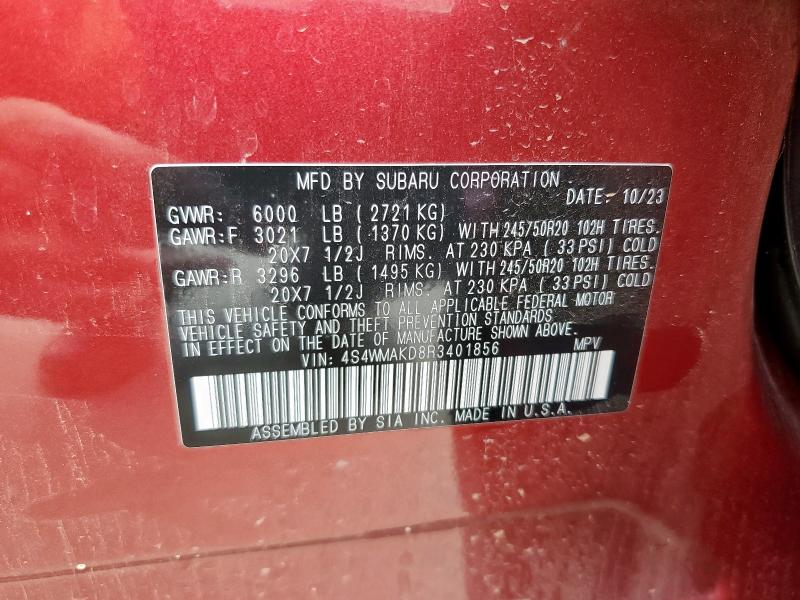 MFD BY SUBARU CORPORATION
DATE: 10/23
GVWR: 6000 LB (2721 KG)
GAWR:F 3021 LB (1370 KG) WITH 245/50R20 102H TIRES.
20X7 1/2J RIMS. AT 230 KPA (33 PSI) COLD
GAWR:R 3296 LB (1495 KG) WITH 245/50R20 102H TIRES.
20X7 1/2J RIMS. AT 230 KPA (33 PSI) COLD
THIS VEHICLE CONFORMS TO ALL APPLICABLE FEDERAL MOTOR
VEHICLE SAFETY AND THEFT PREVENTION STANDARDS
IN EFFECT ON THE DATE OF MANUFACTURE SHOWN ABOVE.
VIN: 4S4WMAKD8R3401856 MPV
ASSEMBLED BY SIA INC. MADE IN U.S.A.